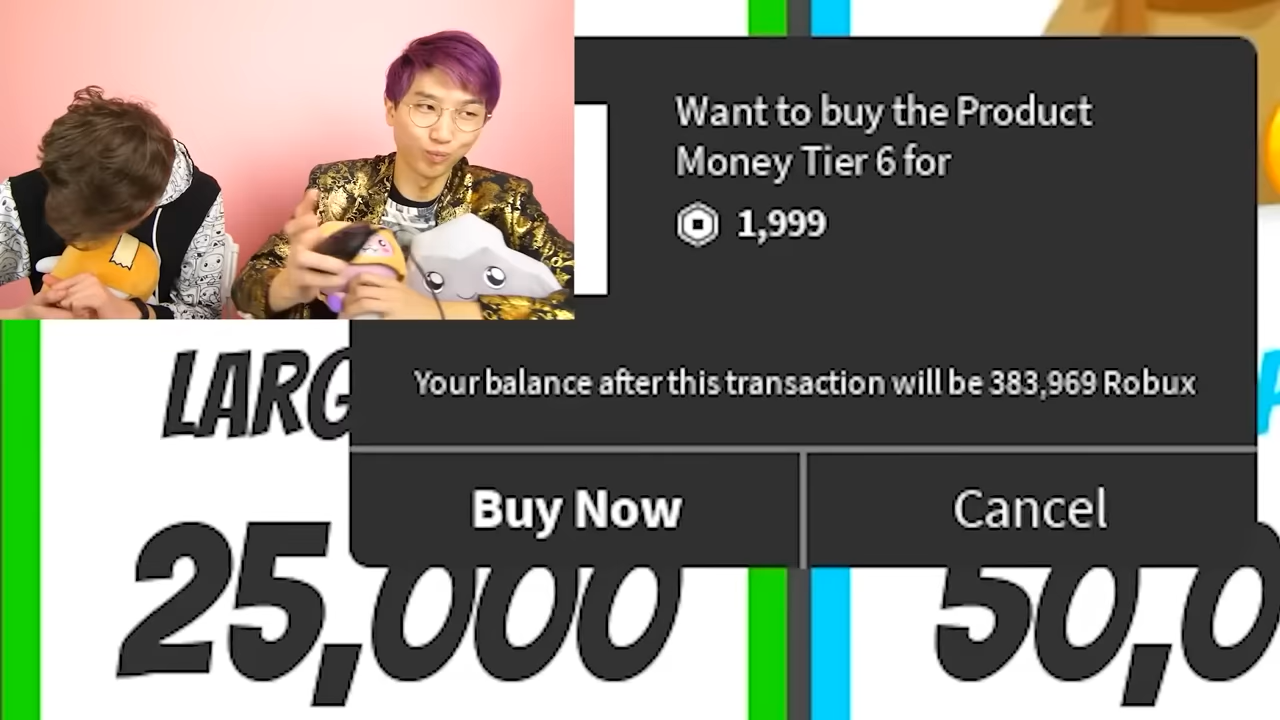 Want to buy the Product
Money Tier 6 for
1,999
Your balance after this transaction will be 383,969 Robux
Buy Now
Cancel
25,000